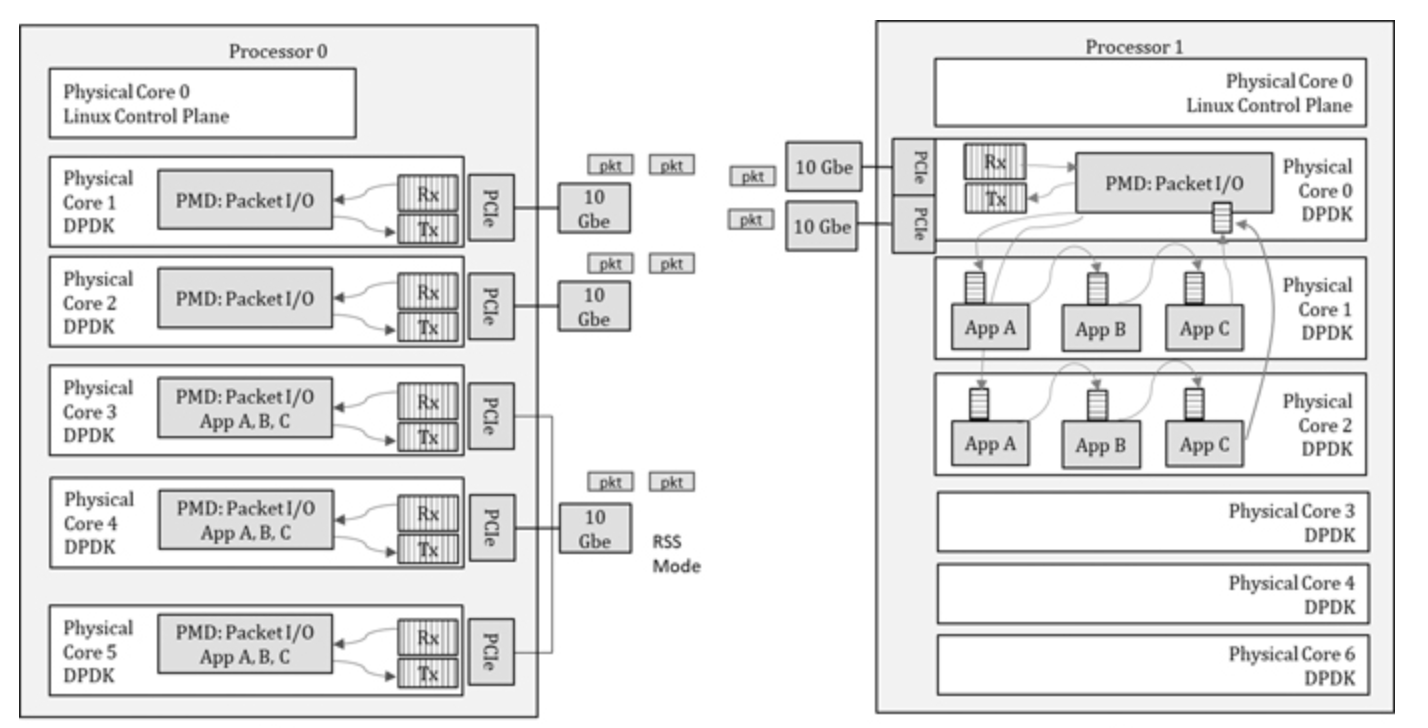 Processor 0
Physical Core 0
Linux Control Plane
Physical
Core 1
DPDK
PMD: Packet I/O
Rx
Tx
PCIe
pkt
pkt
10
Gbe
Physical
Core 2
DPDK
PMD: Packet I/O
Rx
Tx
PCIe
pkt
pkt
10
Gbe
Physical
Core 3
DPDK
PMD: Packet I/O
App A, B, C
Rx
Tx
PCIe
Physical
Core 4
DPDK
PMD: Packet I/O
App A, B, C
Rx
Tx
PCIe
pkt
pkt
10
Gbe
RSS
Mode
Physical
Core 5
DPDK
PMD: Packet I/O
App A, B, C
Rx
Tx
PCIe
Processor 1
Physical Core 0
Linux Control Plane
pkt
10 Gbe
PCIe
pkt
10 Gbe
PCIe
Rx
Tx
PMD: Packet I/O
Physical
Core 0
DPDK
App A
App B
App C
Physical
Core 1
DPDK
App A
App B
App C
Physical
Core 2
DPDK
Physical Core 3
DPDK
Physical Core 4
DPDK
Physical Core 6
DPDK